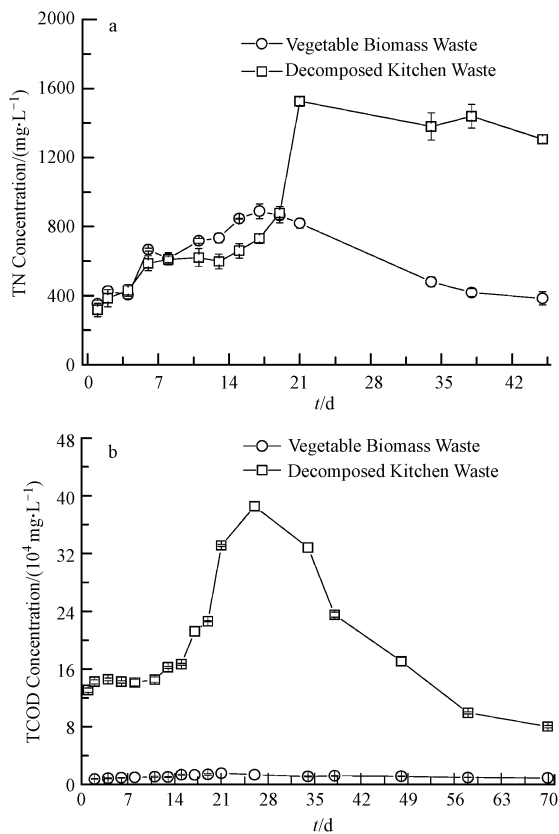 2000
a
Vegetable Biomass Waste
Decomposed Kitchen Waste
1600
1200
800
400
0
TN Concentration/(mg·L⁻¹)
0 7 14 21 28 35 42
t/d
48
b
Vegetable Biomass Waste
Decomposed Kitchen Waste
40
32
24
16
8
0
TCOD Concentration/(10⁴ mg·L⁻¹)
0 7 14 21 28 35 42 49 56 63 70
t/d